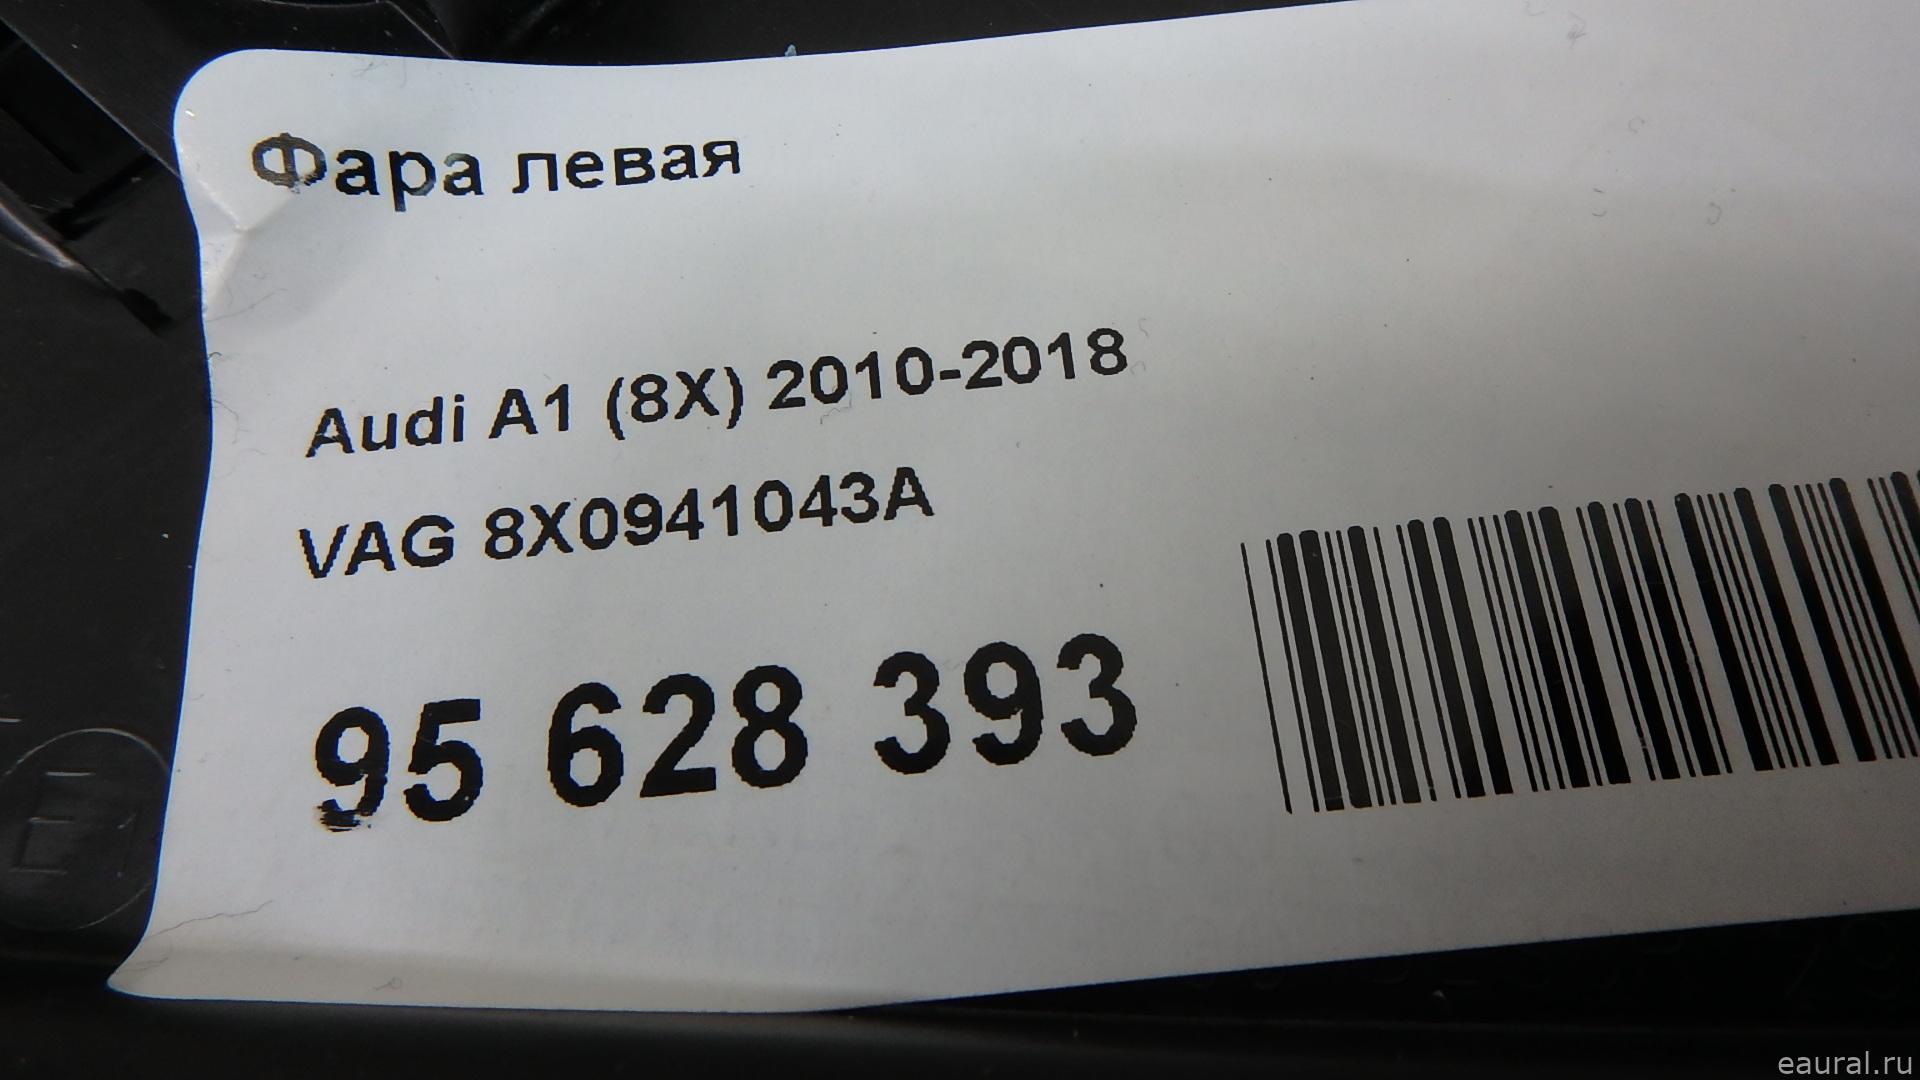 Фара левая
Audi A1 (8X) 2010-2018
VAG 8X0941043A
95 628 393
eaural.ru